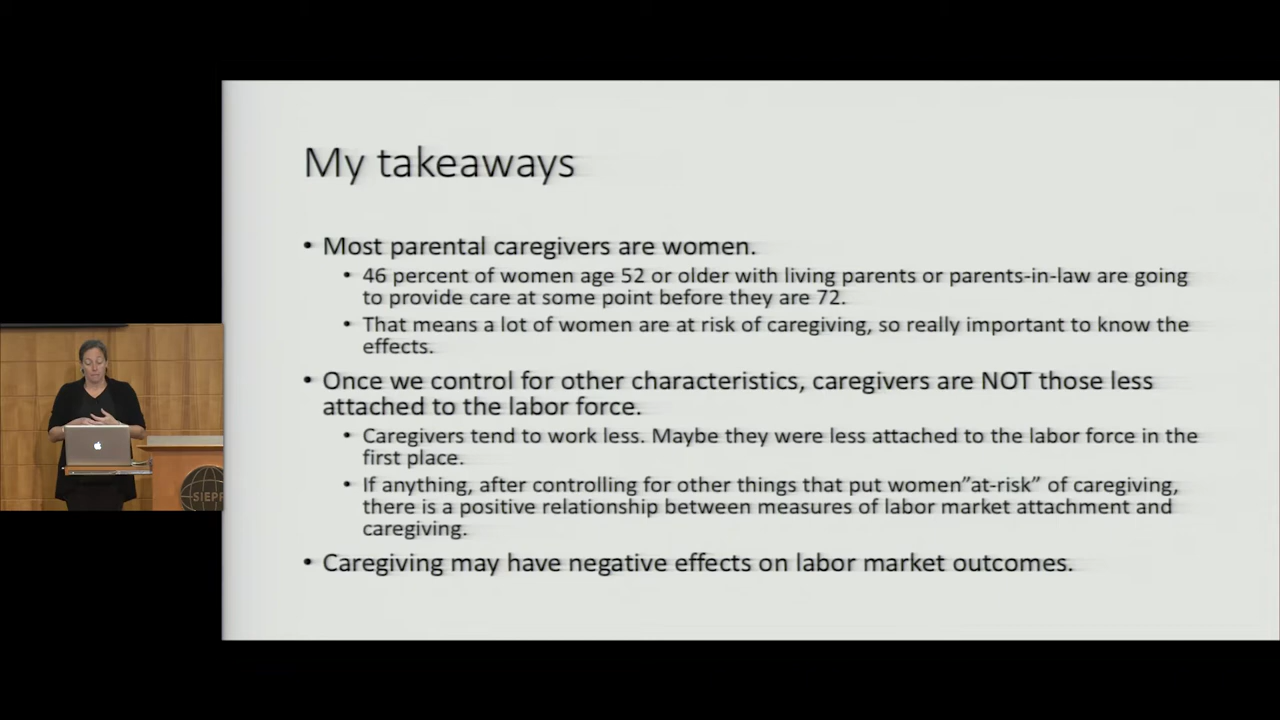 My takeaways
• Most parental caregivers are women.
• 46 percent of women age 52 or older with living parents or parents-in-law are going
to provide care at some point before they are 72.
• That means a lot of women are at risk of caregiving, so really important to know the
effects.
• Once we control for other characteristics, caregivers are NOT those less
attached to the labor force.
• Caregivers tend to work less. Maybe they were less attached to the labor force in the
first place.
• If anything, after controlling for other things that put women”at-risk” of caregiving,
there is a positive relationship between measures of labor market attachment and
caregiving.
• Caregiving may have negative effects on labor market outcomes.
SIEPR